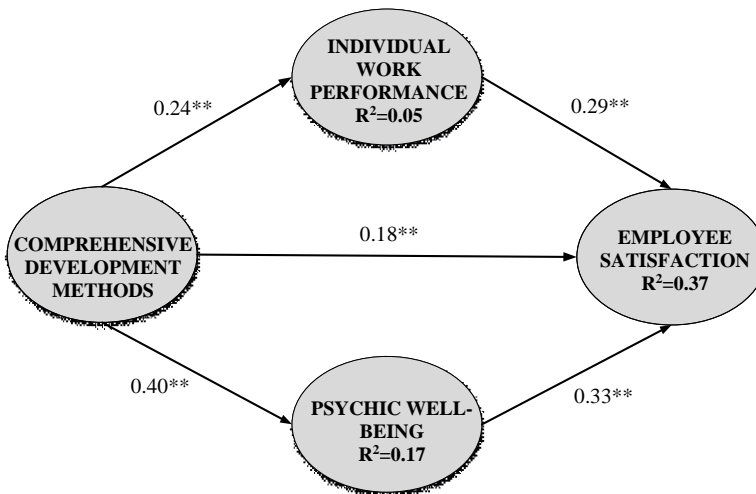 INDIVIDUAL
WORK
PERFORMANCE
R²=0.05
0.24**
0.29**
COMPREHENSIVE
DEVELOPMENT
METHODS
0.18**
EMPLOYEE
SATISFACTION
R²=0.37
0.40**
0.33**
PSYCHIC WELL-
BEING
R²=0.17